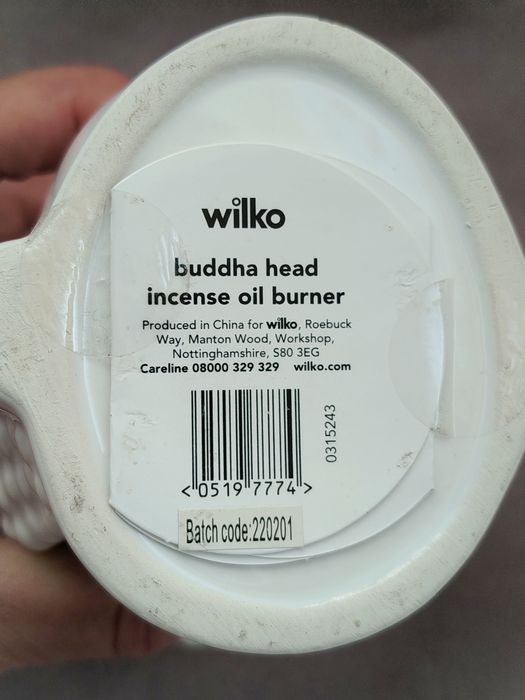 wilko
buddha head
incense oil burner
Produced in China for wilko, Roebuck
Way, Manton Wood, Workshop,
Nottinghamshire, S80 3EG
Careline 08000 329 329 wilko.com
0315243
<0519 7774>
Batch code:220201